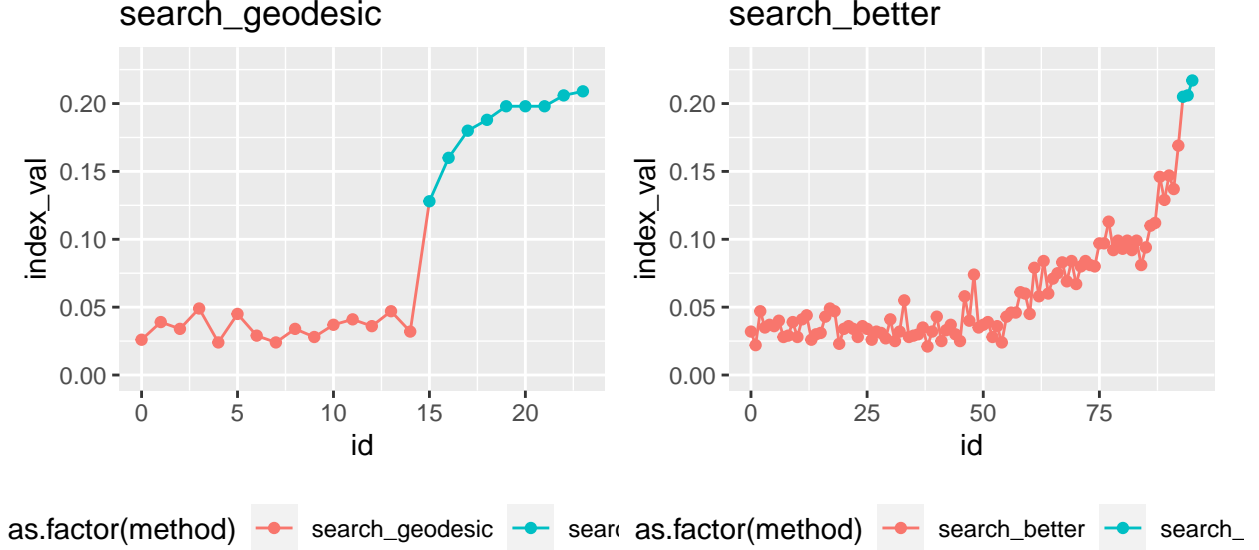 search_geodesic
search_better
index_val
0.20
0.15
0.10
0.05
0.00
0 5 10 15 20
id
index_val
0.20
0.15
0.10
0.05
0.00
0 25 50 75
id
as.factor(method) search_geodesic sear
as.factor(method) search_better search_